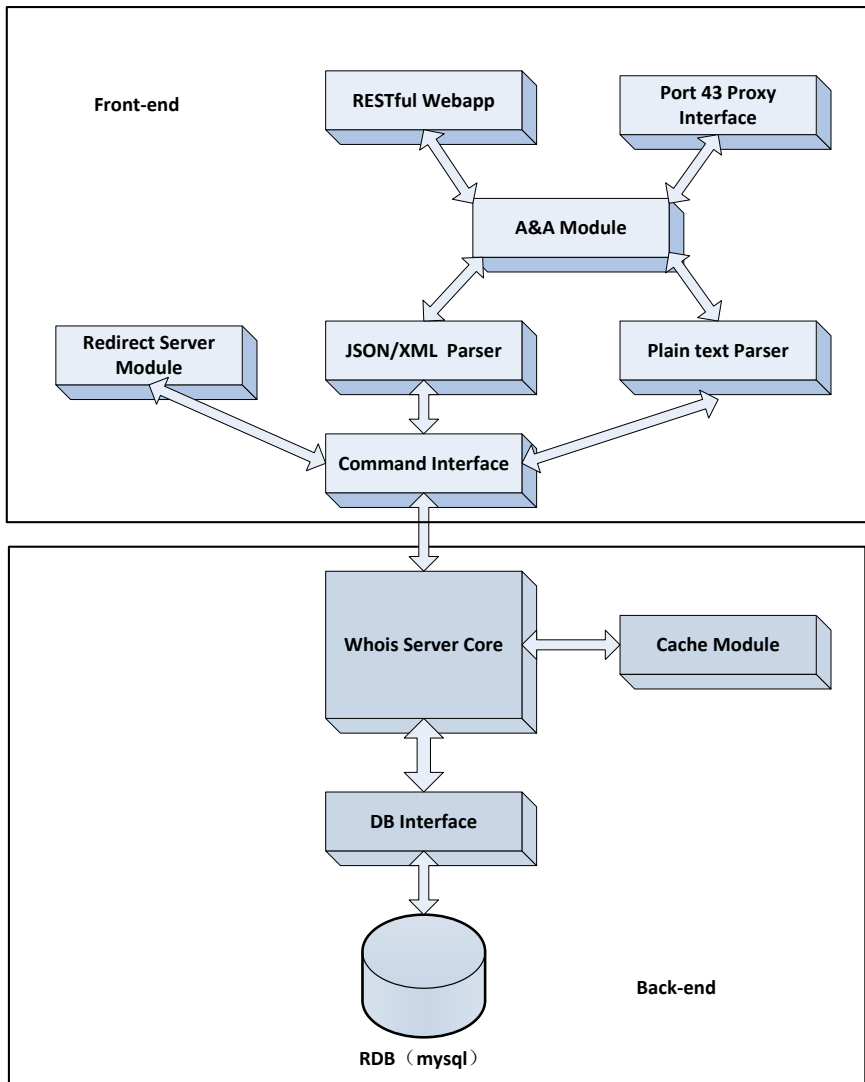 Front-end
RESTful Webapp
Port 43 Proxy
Interface
A&A Module
Redirect Server
Module
JSON/XML  Parser
Plain text Parser
Command Interface
Whois Server Core
Cache Module
DB Interface
Back-end
RDB（mysql）